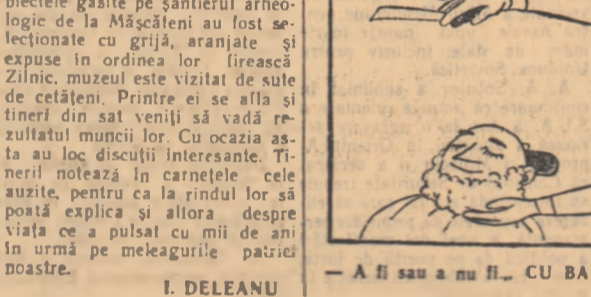 biectele găsite pe șantierul arheo-
logic de la Mășcăteni au fost se-
lecționate cu grijă, aranjate și
expuse în ordinea lor firească
Zilnic, muzeul este vizitat de sute
de cetățeni. Printre ei se află și
tineri din sat veniți să vadă re-
zultatul muncii lor. Cu ocazia as-
ta au loc discuții interesante. Ti-
nerii notează în carnețele cele
auzite, pentru ca la rîndul lor să
poată explica și altora despre
viața ce a pulsat cu mii de ani
în urmă pe meleagurile patriei
noastre.
I. DELEANU
— A fi sau a nu fi... CU BA